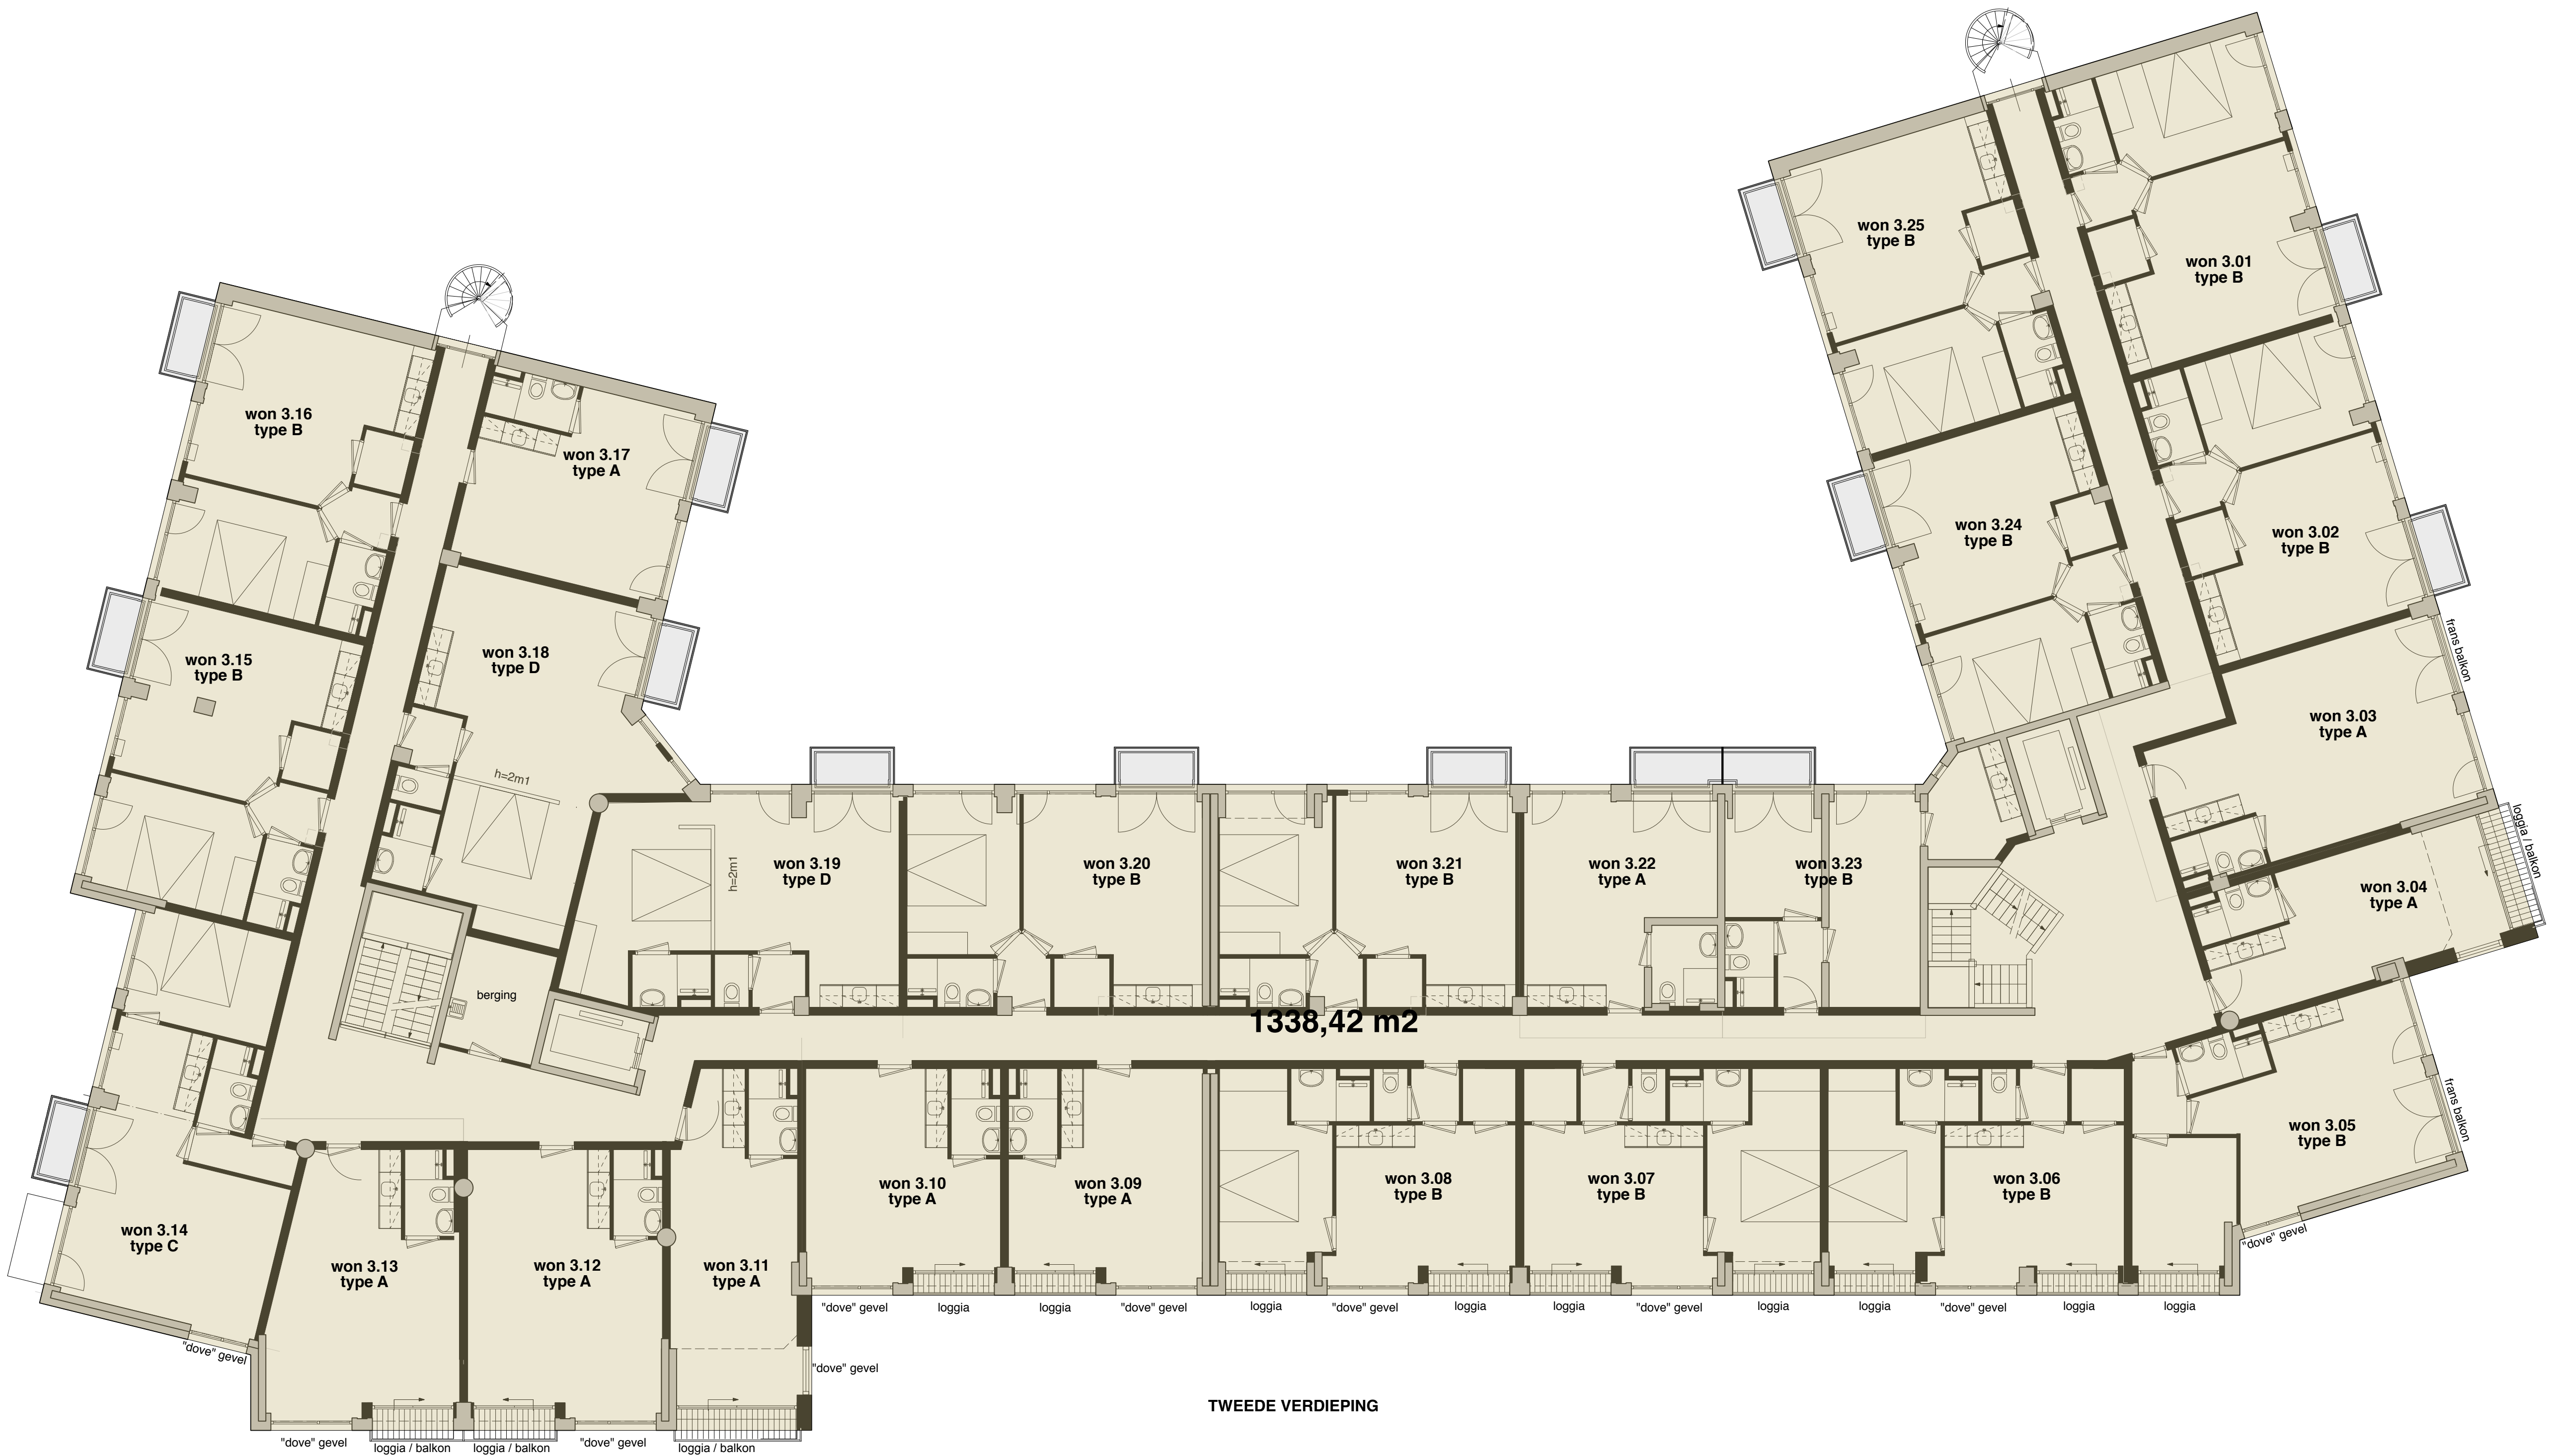 won 3.25
type B
won 3.01
type B
won 3.16
type B
won 3.17
type A
won 3.24
type B
won 3.02
type B
frans balkon
won 3.15
type B
won 3.18
type D
won 3.03
type A
h=2m1
loggia / balkon
won 3.19
type D
h=2m1
won 3.20
type B
won 3.21
type B
won 3.22
type A
won 3.23
type B
won 3.04
type A
berging
1338,42 m2
won 3.05
type B
frans balkon
won 3.14
type C
won 3.13
type A
won 3.12
type A
won 3.11
type A
won 3.10
type A
won 3.09
type A
won 3.08
type B
won 3.07
type B
won 3.06
type B
"dove" gevel
"dove" gevel
loggia
loggia
"dove" gevel
loggia
"dove" gevel
loggia
loggia
"dove" gevel
loggia
loggia
"dove" gevel
loggia
loggia
"dove" gevel
"dove" gevel
TWEEDE VERDIEPING
"dove" gevel
loggia / balkon
loggia / balkon
"dove" gevel
loggia / balkon